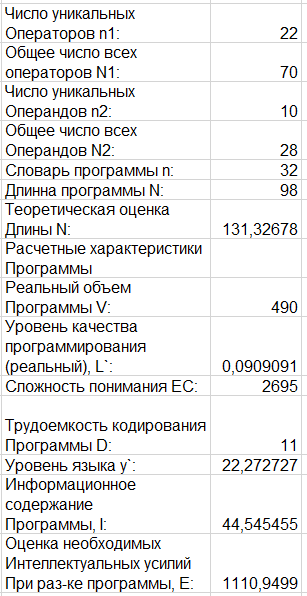 Число уникальных
Операторов n1: 22
Общее число всех
операторов N1: 70
Число уникальных
Операндов n2: 10
Общее число всех
Операндов N2: 28
Словарь программы n: 32
Длинна программы N: 98
Теоретическая оценка
Длины N: 131,32678
Расчетные характеристики
Программы
Реальный объем
Программы V: 490
Уровень качества
программирования
(реальный), L`: 0,0909091
Сложность понимания EC: 2695
Трудоемкость кодирования
Программы D: 11
Уровень языка y`: 22,272727
Информационное
содержание
Программы, I: 44,545455
Оценка необходимых
Интеллектуальных усилий
При раз-ке программы, E: 1110,9499